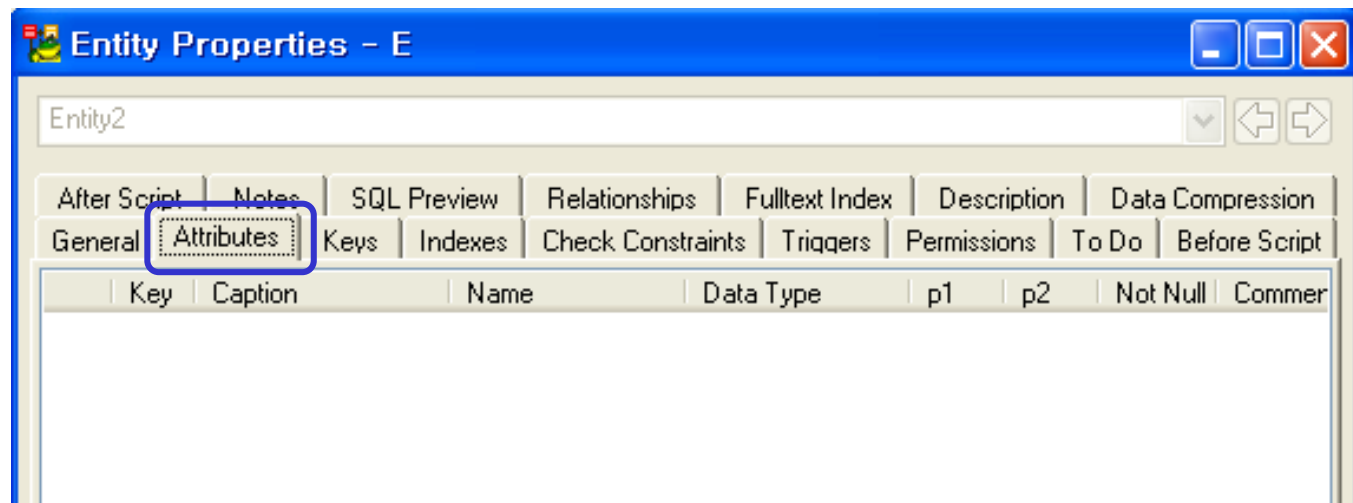 Entity Properties - E
Entity2
After Script Notes SQL Preview Relationships Fulltext Index Description Data Compression
General Attributes Keys Indexes Check Constraints Triggers Permissions To Do Before Script
Key Caption Name Data Type p1 p2 Not Null Commer